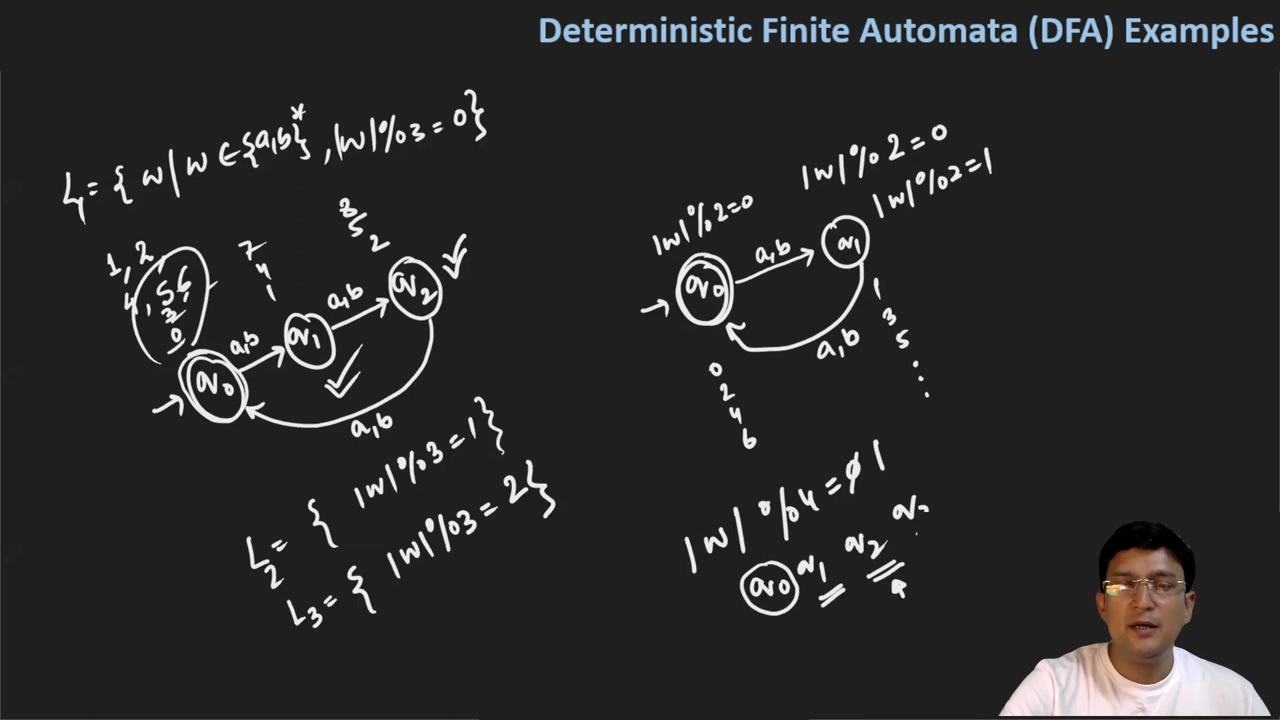 Deterministic Finite Automata (DFA) Examples
L1 = { w | w ∈ {a,b}*, |w| % 3 = 0 }
1, 2,
4, 5 6,
3
0
7
4
1
8
5
2
q0
a,b
q1
a,b
q2
a,b
L2 = { |w| % 3 = 1 }
L3 = { |w| % 3 = 2 }
|w| % 2 = 0
|w| % 2 = 0
|w| % 2 = 1
q0
a,b
q1
a,b
0
2
4
6
1
3
5
|w| % 4 = 0 1
q0 q1 q2